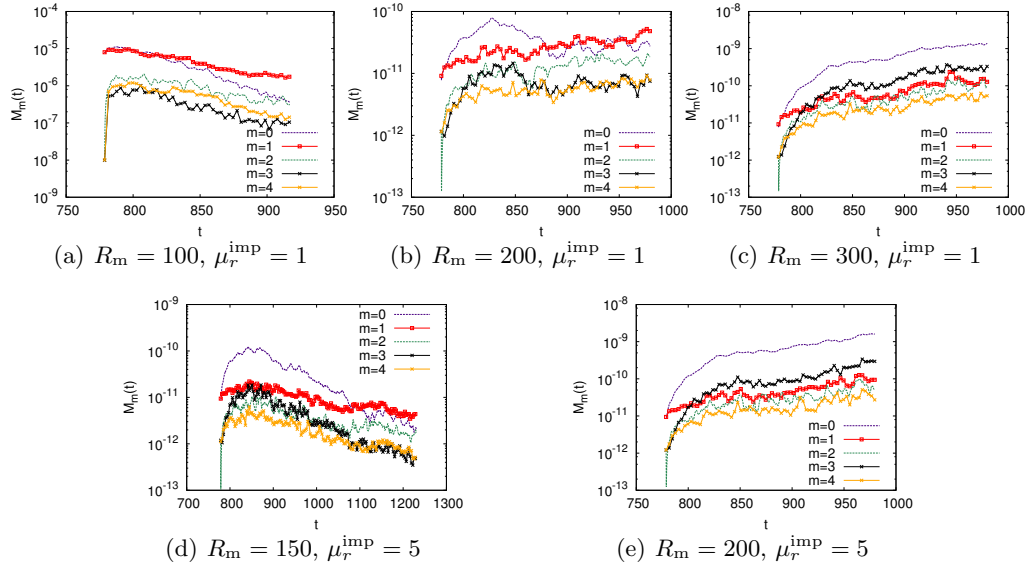 10⁻⁴
10⁻⁵
10⁻⁶
10⁻⁷
10⁻⁸
10⁻⁹
M_m(t)
m=0
m=1
m=2
m=3
m=4
750 800 850 900 950
t
(a) R_m = 100, μ_r^imp = 1
10⁻¹⁰
10⁻¹¹
10⁻¹²
10⁻¹³
M_m(t)
m=0
m=1
m=2
m=3
m=4
750 800 850 900 950 1000
t
(b) R_m = 200, μ_r^imp = 1
10⁻⁸
10⁻⁹
10⁻¹⁰
10⁻¹¹
10⁻¹²
10⁻¹³
M_m(t)
m=0
m=1
m=2
m=3
m=4
750 800 850 900 950 1000
t
(c) R_m = 300, μ_r^imp = 1
10⁻⁹
10⁻¹⁰
10⁻¹¹
10⁻¹²
10⁻¹³
M_m(t)
m=0
m=1
m=2
m=3
m=4
700 800 900 1000 1100 1200 1300
t
(d) R_m = 150, μ_r^imp = 5
10⁻⁸
10⁻⁹
10⁻¹⁰
10⁻¹¹
10⁻¹²
10⁻¹³
M_m(t)
m=0
m=1
m=2
m=3
m=4
750 800 850 900 950 1000
t
(e) R_m = 200, μ_r^imp = 5